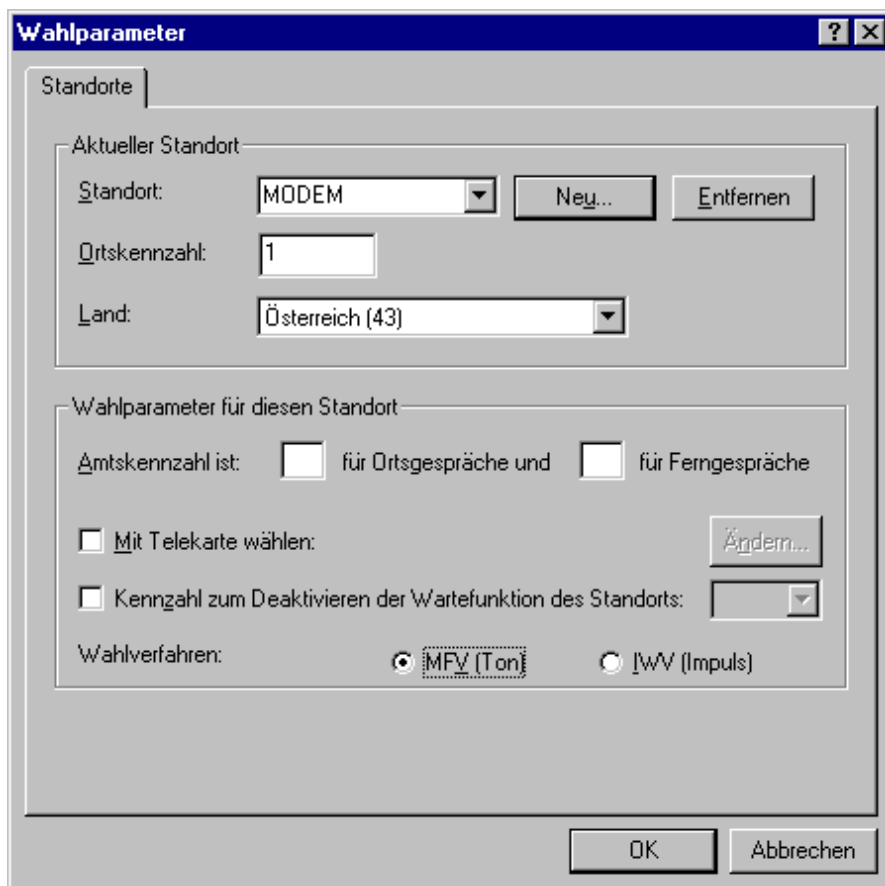 Wahlparameter
Standorte
Aktueller Standort
Standort: MODEM Neu... Entfernen
Ortskennzahl: 1
Land: Österreich (43)
Wahlparameter für diesen Standort
Amtskennzahl ist: für Ortsgespräche und für Ferngespräche
Mit Telekarte wählen: Ändern...
Kennzahl zum Deaktivieren der Wartefunktion des Standorts:
Wahlverfahren: MFV (Ton) IWV (Impuls)
OK Abbrechen